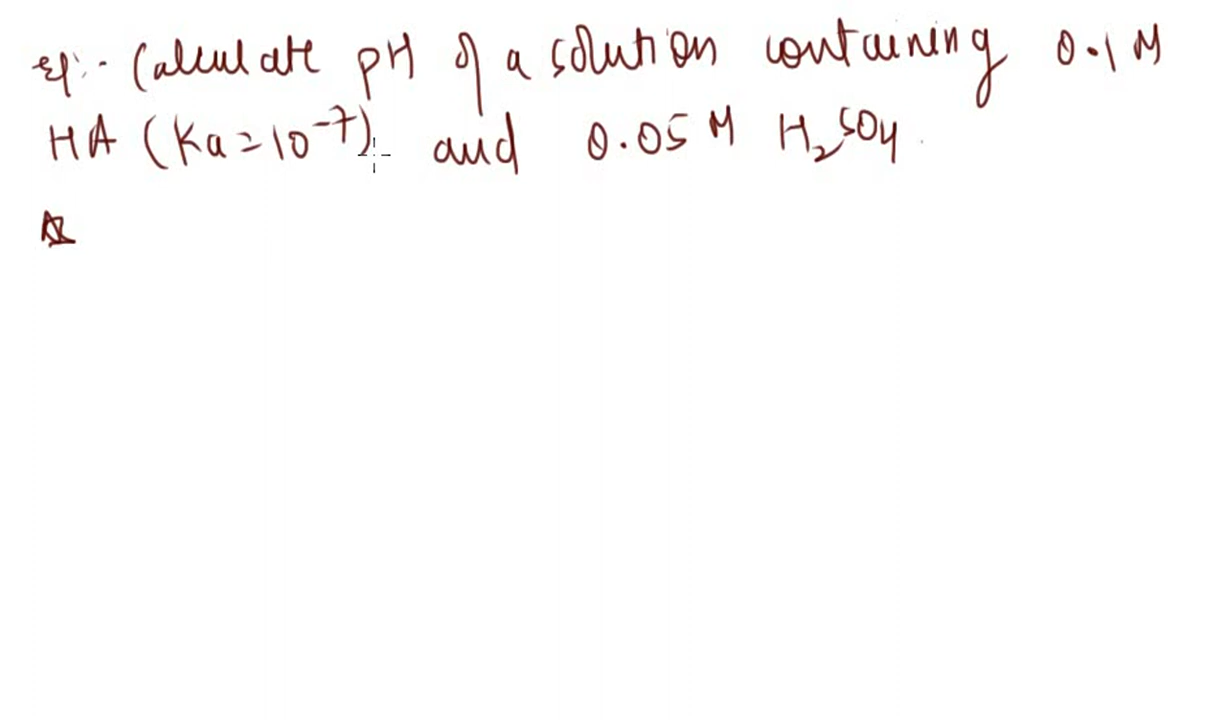 eg:- Calculate pH of a solution containing 0.1 M
HA (Ka = 10⁻⁷) and 0.05 M H₂SO₄.